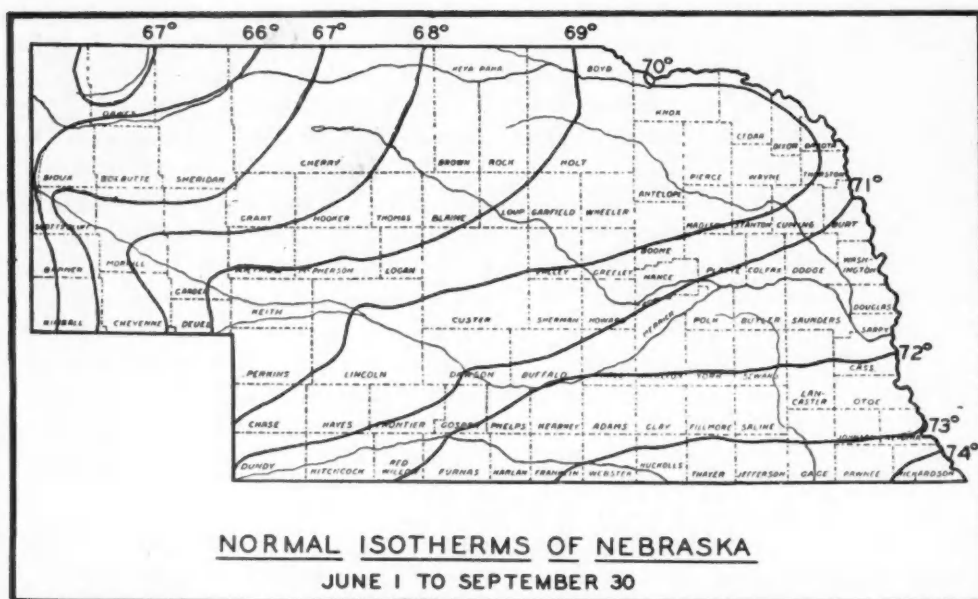 67° 66° 67° 68° 69°
70°
KEYA PAHA BOYD
DAWES KNOX
CEDAR
DIXON DAKOTA
CHERRY BROWN ROCK HOLT
SIOUX BOX BUTTE SHERIDAN PIERCE WAYNE THURSTON
71°
ANTELOPE
GRANT HOOKER THOMAS BLAINE LOUP GARFIELD WHEELER
SCOTTS BLUFF MADISON STANTON CUMING BURT
BOONE
MORRILL
BANNER McPHERSON LOGAN VALLEY GREELEY NANCE PLATTE COLFAX DODGE WASH-
INGTON
GARDEN
KEITH DOUGLAS
KIMBALL CHEYENNE DEUEL CUSTER SHERMAN HOWARD MERRICK POLK BUTLER SAUNDERS
SARPY
72°
PERKINS LINCOLN DAWSON BUFFALO YORK SEWARD CASS
LAN-
CASTER OTOE
CHASE HAYES FRONTIER GOSPER PHELPS KEARNEY ADAMS CLAY FILLMORE SALINE
73°
74°
DUNDY HITCHCOCK RED
WILLOW FURNAS HARLAN FRANKLIN WEBSTER NUCKOLLS THAYER JEFFERSON GAGE PAWNEE RICHARDSON
NORMAL ISOTHERMS OF NEBRASKA
JUNE 1 TO SEPTEMBER 30